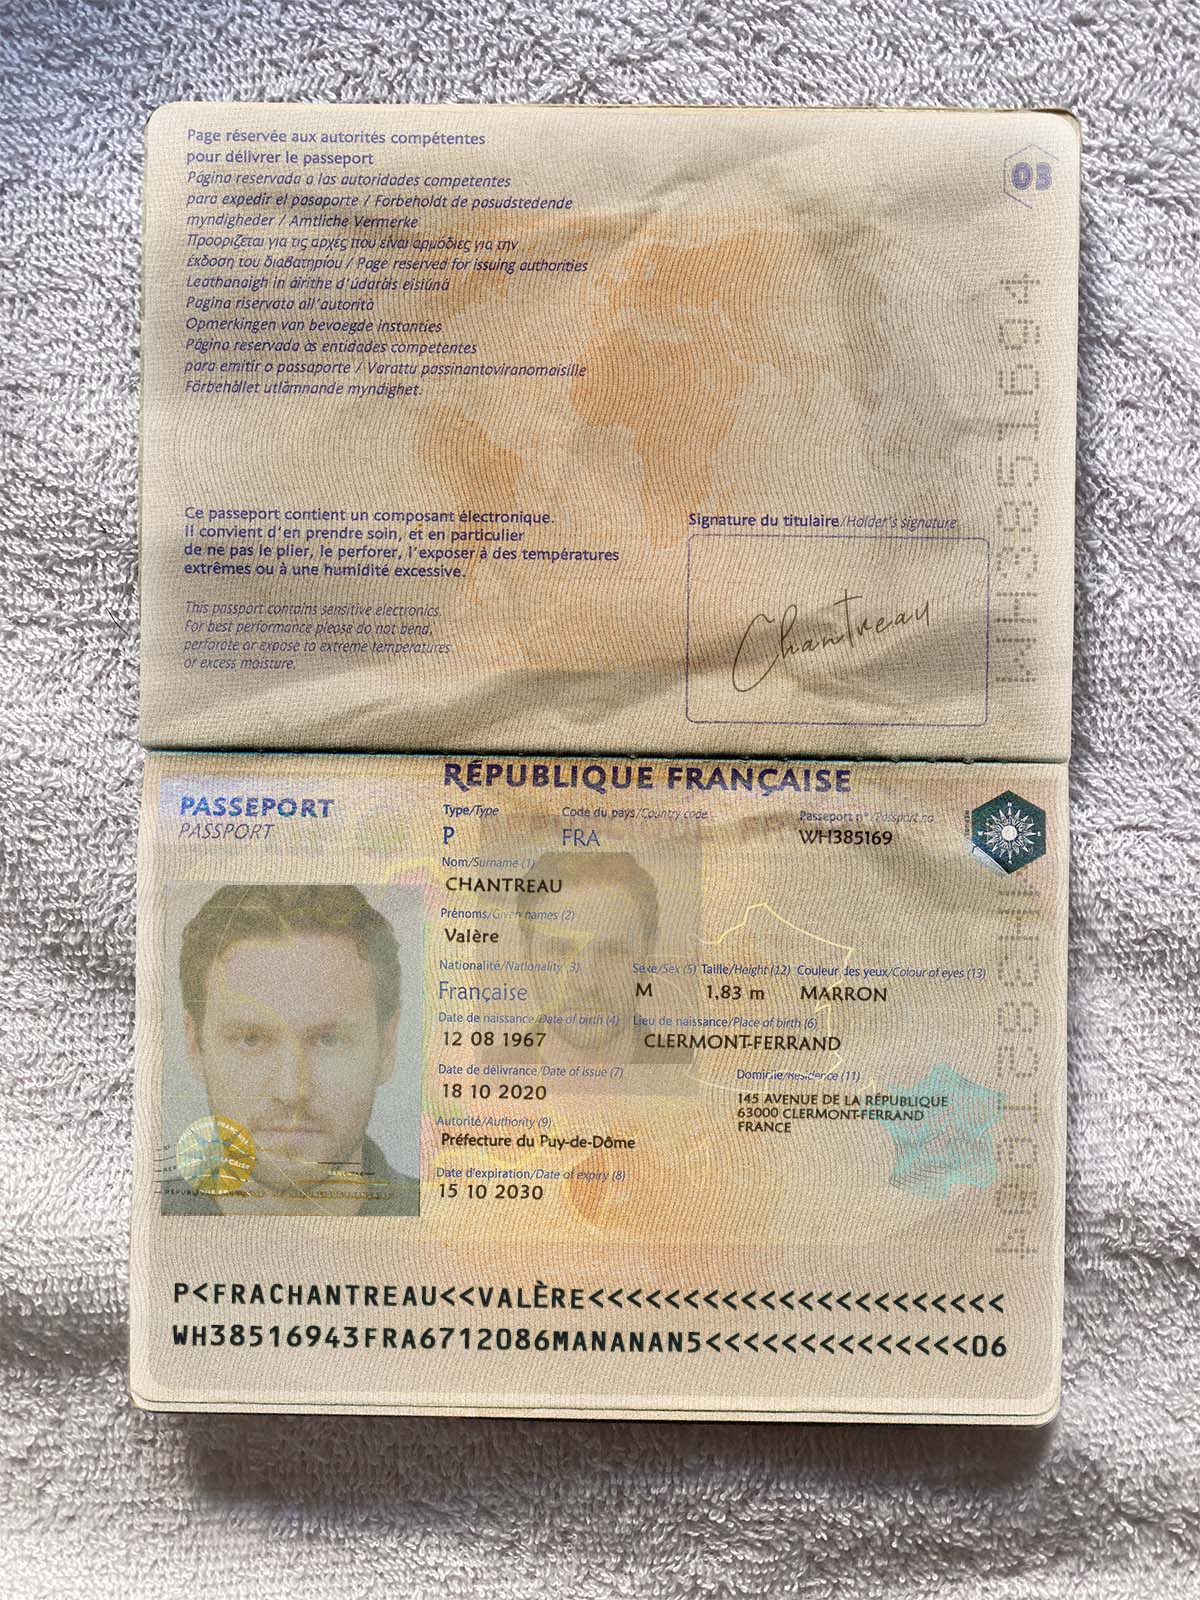 Page réservée aux autorités compétentes
pour délivrer le passeport
Pagina reservada a las autoridades competentes
para expedir el pasaporte / Forbeholdt de pasudstedende
myndigheder / Amtliche Vermerke
Προορίζεται για τις αρχές που είναι αρμόδιες για την
έκδοση του διαβατηρίου / Page reserved for issuing authorities
Leathanaigh in áirithe d'údaráis eisiúná
Pagina riservata all'autorità
Opmerkingen van bevoegde instanties
Página reservada às entidades competentes
para emitir o passaporte / Varattu passinantoviranomaisille
Förbehållet utlämnande myndighet.
03
Ce passeport contient un composant électronique.
Il convient d'en prendre soin, et en particulier
de ne pas le plier, le perforer, l'exposer à des températures
extrêmes ou à une humidité excessive.
This passport contains sensitive electronics.
For best performance please do not bend,
perforate or expose to extreme temperatures
or excess moisture.
Signature du titulaire/Holder's signature
Chantreau
RÉPUBLIQUE FRANÇAISE
PASSEPORT
PASSPORT
Type/Type Code du pays/Country code Passeport n°/Passport no
P FRA WH385169
Nom/Surname (1)
CHANTREAU
Prénoms/Given names (2)
Valère
Nationalité/Nationality (3) Sexe/Sex (5) Taille/Height (12) Couleur des yeux/Colour of eyes (13)
Française M 1,83 m MARRON
Date de naissance/Date of birth (4) Lieu de naissance/Place of birth (6)
12 08 1967 CLERMONT-FERRAND
Date de délivrance/Date of issue (7) Domicile/Residence (11)
18 10 2020 145 AVENUE DE LA RÉPUBLIQUE
63000 CLERMONT-FERRAND
FRANCE
Autorité/Authority (9)
Préfecture du Puy-de-Dôme
Date d'expiration/Date of expiry (8)
15 10 2030
P<FRACHANTREAU<<VALÈRE<<<<<<<<<<<<<<<<<<<<<<
WH38516943FRA6712086MANANAN5<<<<<<<<<<<<<<06